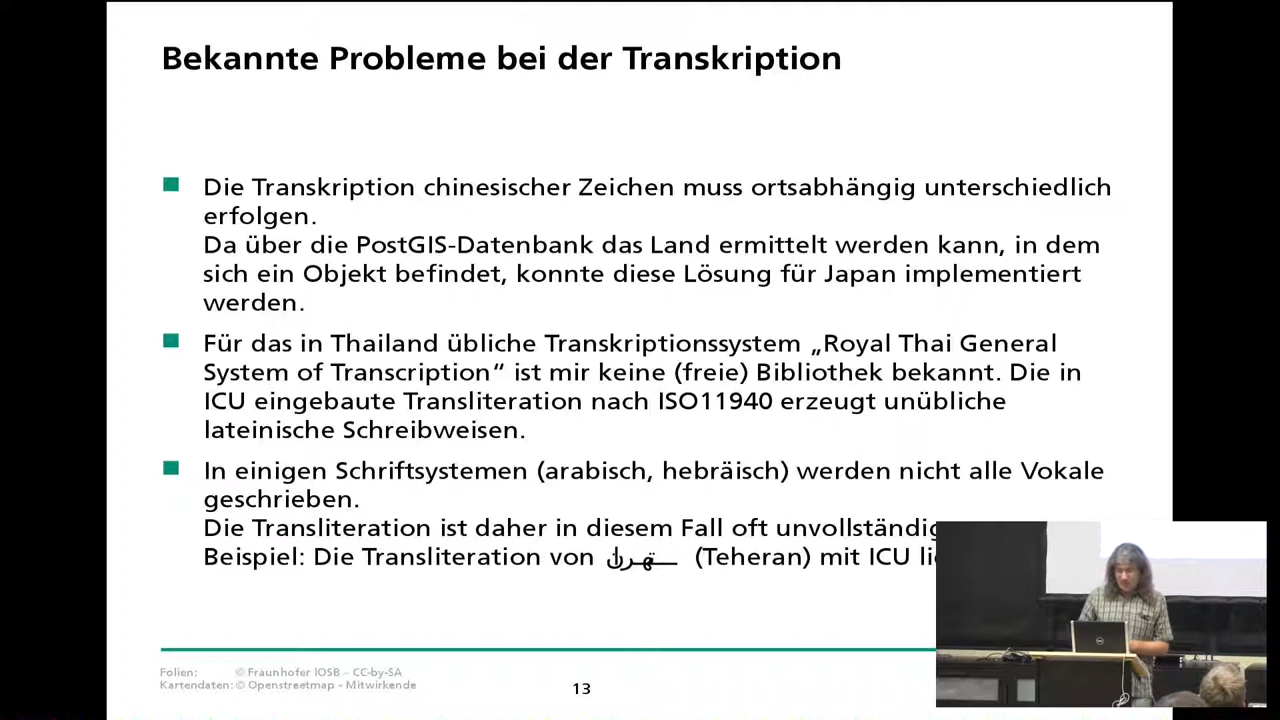 Bekannte Probleme bei der Transkription
Die Transkription chinesischer Zeichen muss ortsabhängig unterschiedlich
erfolgen.
Da über die PostGIS-Datenbank das Land ermittelt werden kann, in dem
sich ein Objekt befindet, konnte diese Lösung für Japan implementiert
werden.
Für das in Thailand übliche Transkriptionssystem „Royal Thai General
System of Transcription“ ist mir keine (freie) Bibliothek bekannt. Die in
ICU eingebaute Transliteration nach ISO11940 erzeugt unübliche
lateinische Schreibweisen.
In einigen Schriftsystemen (arabisch, hebräisch) werden nicht alle Vokale
geschrieben.
Die Transliteration ist daher in diesem Fall oft unvollständig
Beispiel: Die Transliteration von تهران (Teheran) mit ICU
Folien: © Fraunhofer IOSB – CC-by-SA
Kartendaten: © Openstreetmap - Mitwirkende
13